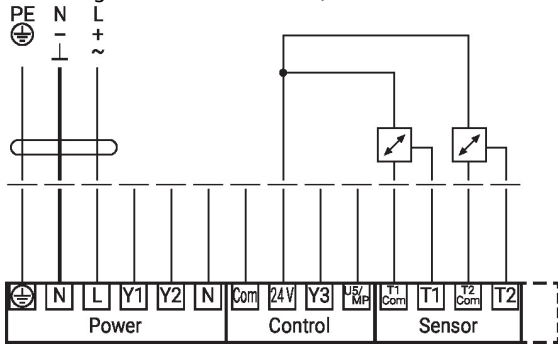 PE N L
− +
⊥ ~
N L Y1 Y2 N Com 24V Y3 U5/MP T1 Com T1 T2 Com T2
Power Control Sensor